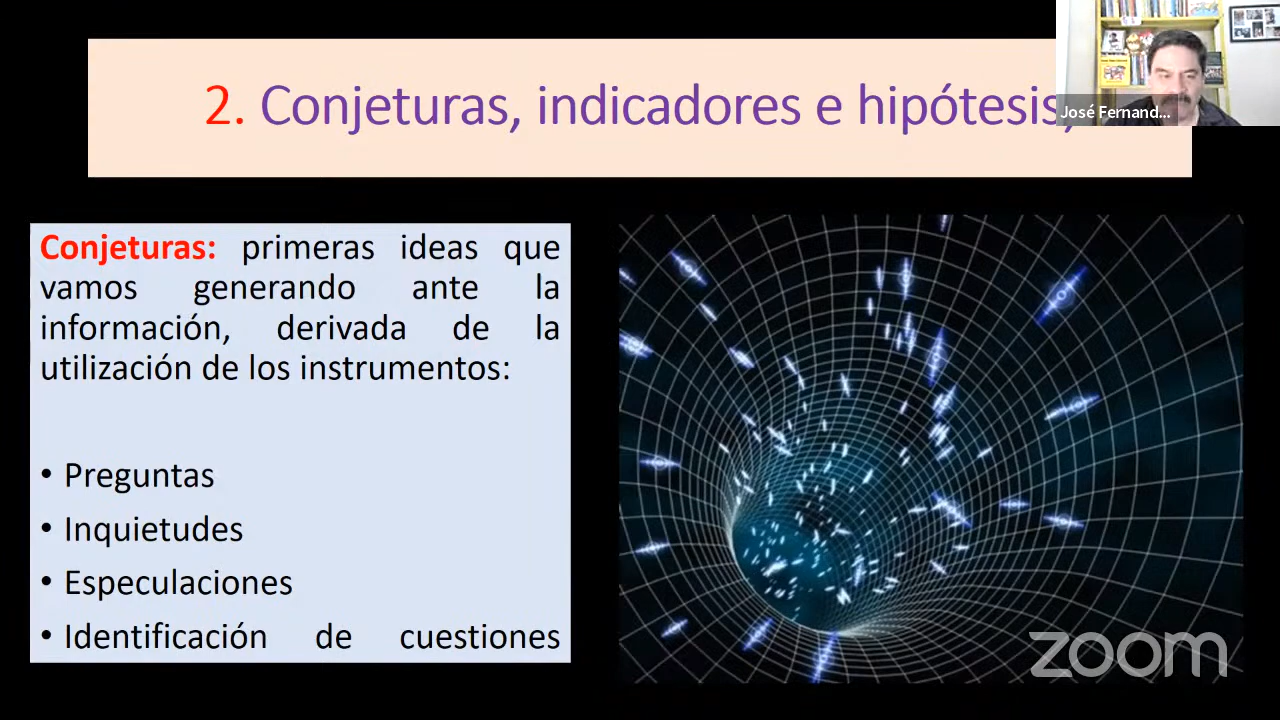 2. Conjeturas, indicadores e hipótesis,
José Fernand...
Conjeturas: primeras ideas que
vamos generando ante la
información, derivada de la
utilización de los instrumentos:
• Preguntas
• Inquietudes
• Especulaciones
• Identificación de cuestiones
zoom